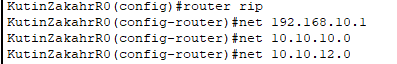 KutinZakahrR0(config)#router rip
KutinZakahrR0(config-router)#net 192.168.10.1
KutinZakahrR0(config-router)#net 10.10.10.0
KutinZakahrR0(config-router)#net 10.10.12.0